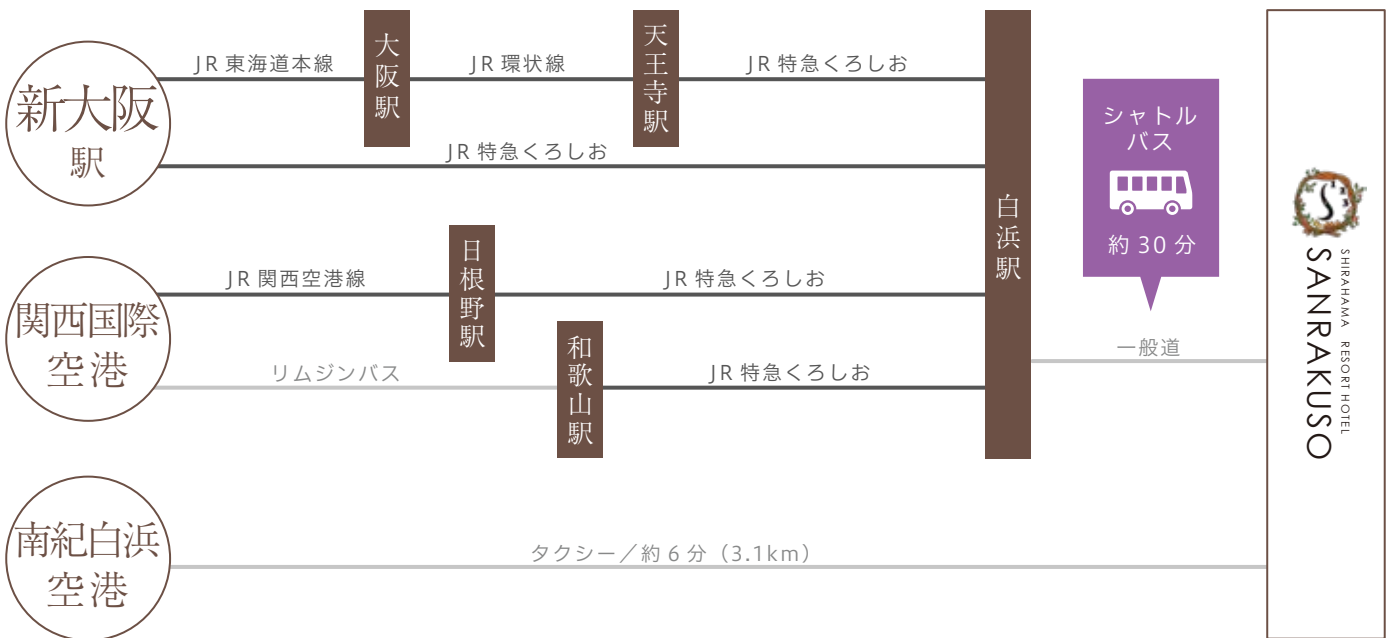 新大阪
駅
JR 東海道本線
大阪駅
JR 環状線
天王寺駅
JR 特急くろしお
JR 特急くろしお
関西国際
空港
JR 関西空港線
日根野駅
JR 特急くろしお
リムジンバス
和歌山駅
JR 特急くろしお
白浜駅
シャトル
バス
約 30 分
一般道
南紀白浜
空港
タクシー／約 6 分（3.1km）
S
SHIRAHAMA RESORT HOTEL
SANRAKUSO